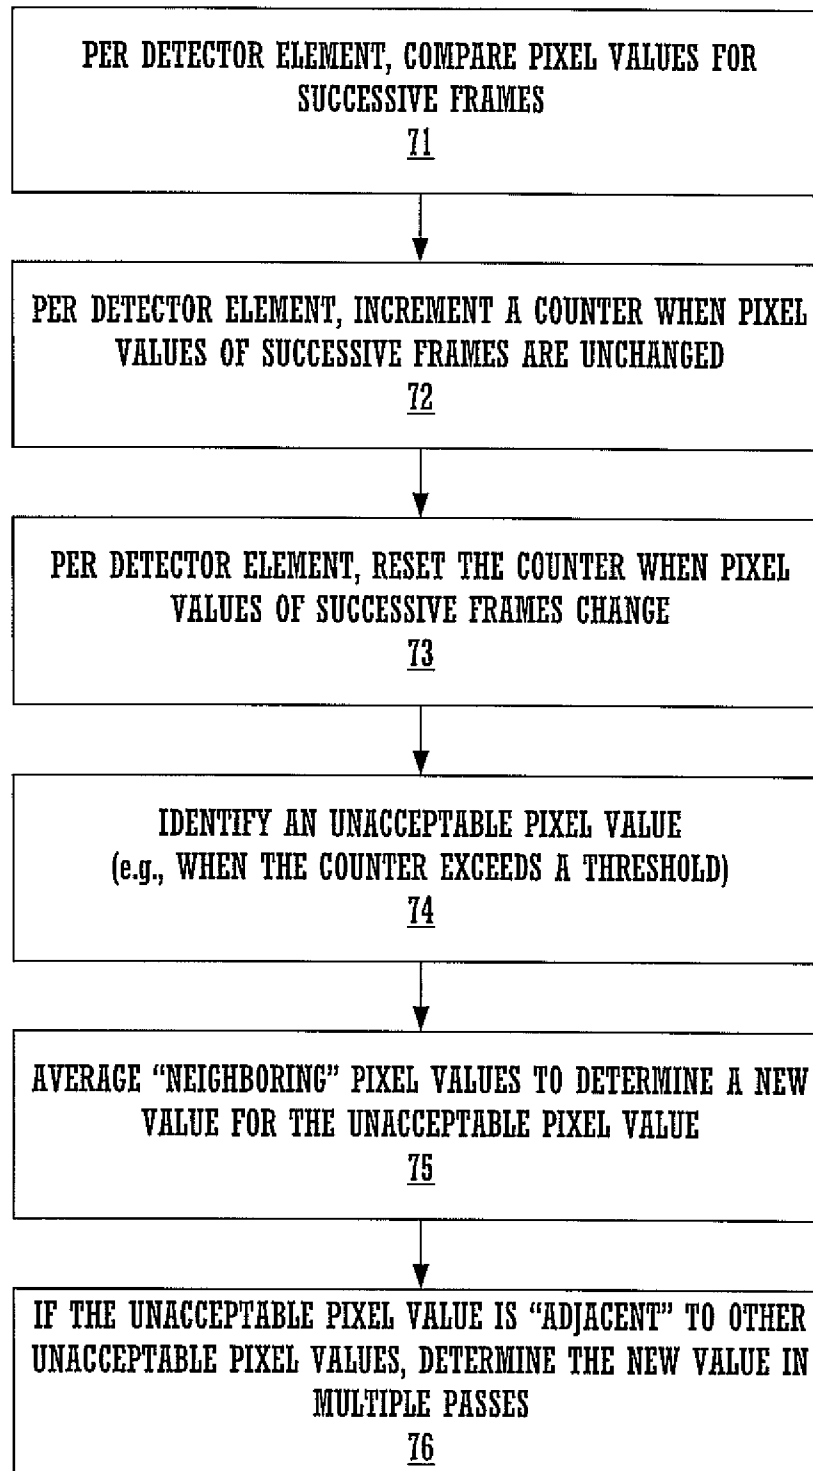 PER DETECTOR ELEMENT, COMPARE PIXEL VALUES FOR
SUCCESSIVE FRAMES
71
PER DETECTOR ELEMENT, INCREMENT A COUNTER WHEN PIXEL
VALUES OF SUCCESSIVE FRAMES ARE UNCHANGED
72
PER DETECTOR ELEMENT, RESET THE COUNTER WHEN PIXEL
VALUES OF SUCCESSIVE FRAMES CHANGE
73
IDENTIFY AN UNACCEPTABLE PIXEL VALUE
(e.g., WHEN THE COUNTER EXCEEDS A THRESHOLD)
74
AVERAGE “NEIGHBORING” PIXEL VALUES TO DETERMINE A NEW
VALUE FOR THE UNACCEPTABLE PIXEL VALUE
75
IF THE UNACCEPTABLE PIXEL VALUE IS “ADJACENT” TO OTHER
UNACCEPTABLE PIXEL VALUES, DETERMINE THE NEW VALUE IN
MULTIPLE PASSES
76